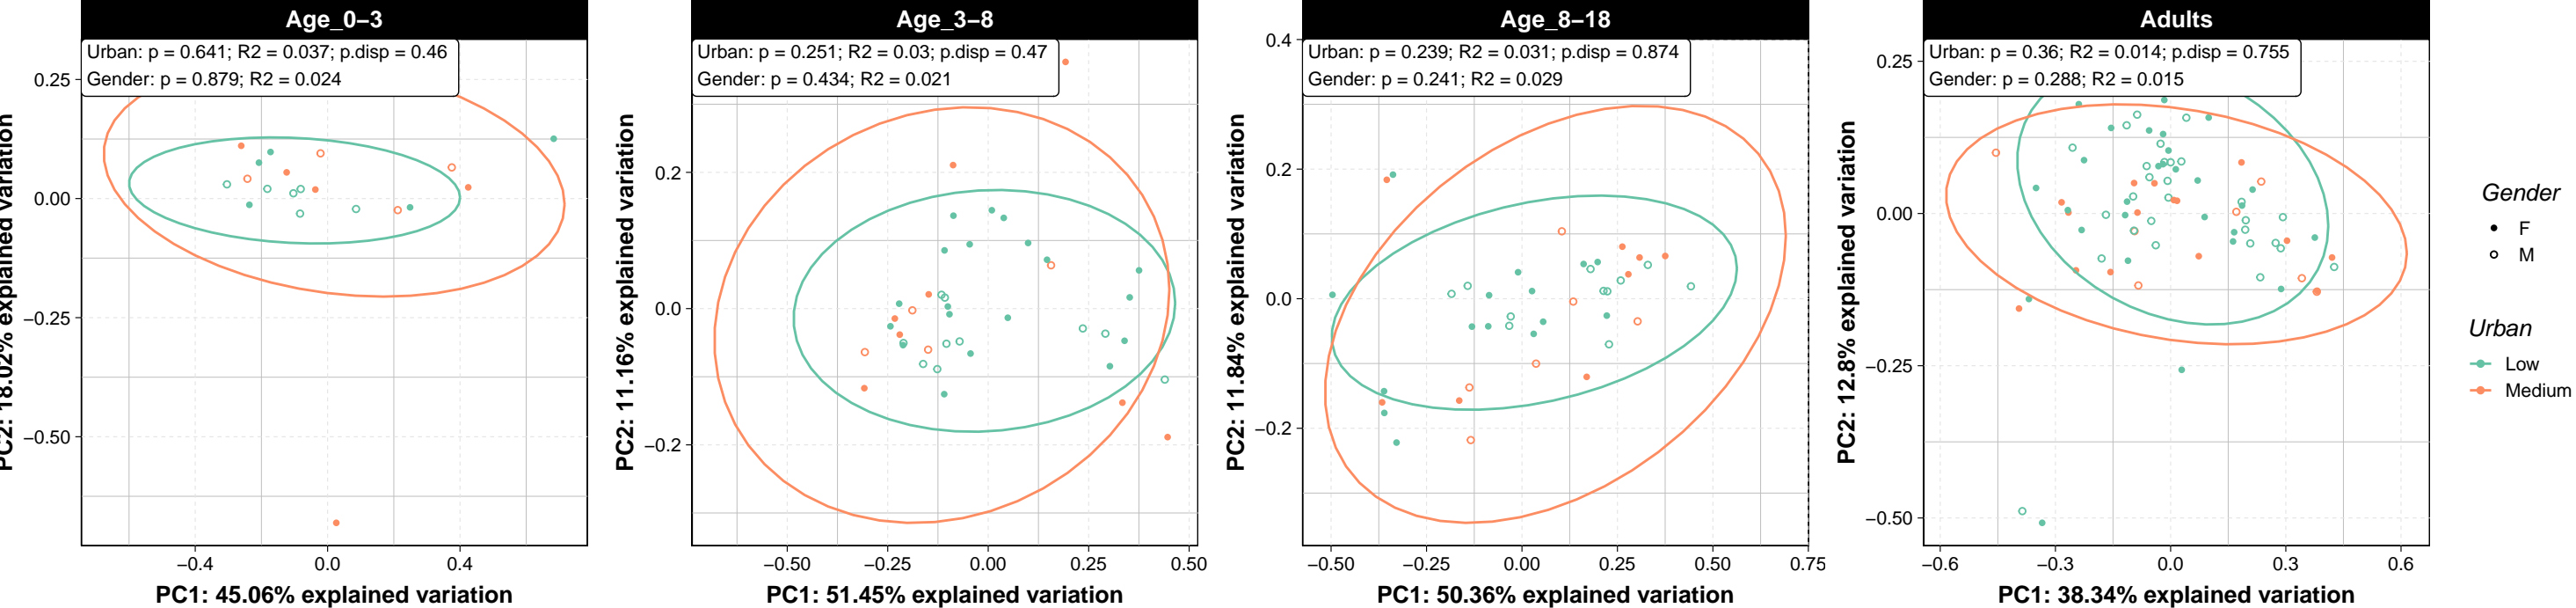 Age_0–3
Urban: p = 0.641; R2 = 0.037; p.disp = 0.46
Gender: p = 0.879; R2 = 0.024
0.25
0.00
−0.25
−0.50
PC2: 18.02% explained variation
−0.4
0.0
0.4
PC1: 45.06% explained variation
Age_3–8
Urban: p = 0.251; R2 = 0.03; p.disp = 0.47
Gender: p = 0.434; R2 = 0.021
0.2
0.0
−0.2
PC2: 11.16% explained variation
−0.50
−0.25
0.00
0.25
0.50
PC1: 51.45% explained variation
Age_8–18
Urban: p = 0.239; R2 = 0.031; p.disp = 0.874
Gender: p = 0.241; R2 = 0.029
0.4
0.2
0.0
−0.2
PC2: 11.84% explained variation
−0.50
−0.25
0.00
0.25
0.50
0.75
PC1: 50.36% explained variation
Adults
Urban: p = 0.36; R2 = 0.014; p.disp = 0.755
Gender: p = 0.288; R2 = 0.015
0.25
0.00
−0.25
−0.50
PC2: 12.8% explained variation
−0.6
−0.3
0.0
0.3
0.6
PC1: 38.34% explained variation
Gender
F
M
Urban
Low
Medium